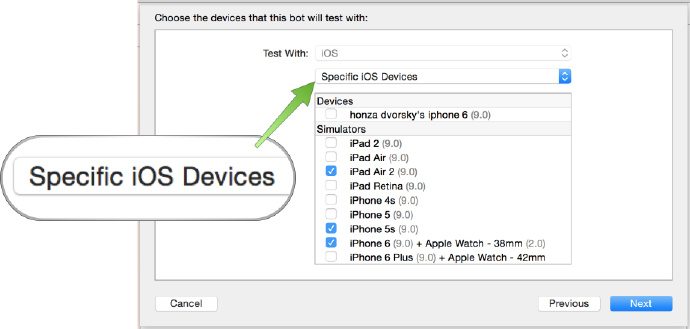 Choose the devices that this bot will test with:
Test With: iOS
Specific iOS Devices
Devices
honza dvorsky's iphone 6 (9.0)
Simulators
iPad 2 (9.0)
iPad Air (9.0)
iPad Air 2 (9.0)
iPad Retina (9.0)
iPhone 4s (9.0)
iPhone 5 (9.0)
iPhone 5s (9.0)
iPhone 6 (9.0) + Apple Watch - 38mm (2.0)
iPhone 6 Plus (9.0) + Apple Watch - 42mm
Specific iOS Devices
Cancel
Previous
Next